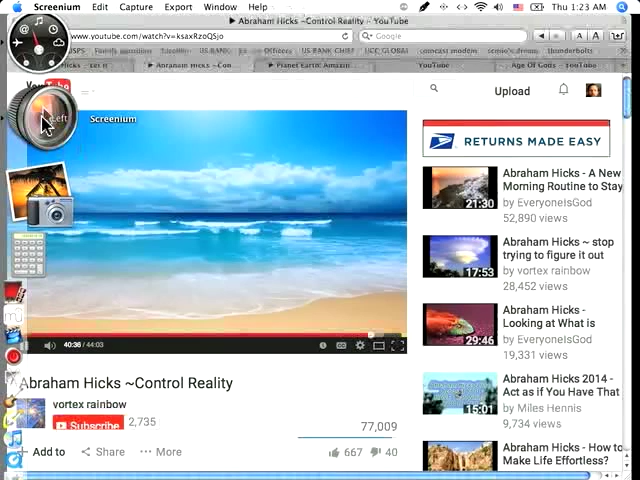 Screenium Edit Capture Export Window Help Thu 1:23 AM
Abraham Hicks ~Control Reality - YouTube
www.youtube.com/watch?v=ksaxRzoQSjo
Google
US BANK Officers US BANK CHIEF UCC GLOBAL comcast modem thunderbolts
Abraham Hicks ~Con... Planet Earth: Amazin YouTube Age Of Gods - YouTube
Upload
Left
Screenium
RETURNS MADE EASY
Abraham Hicks - A New
Morning Routine to Stay
by EveryoneIsGod
52,890 views
21:30
Abraham Hicks ~ stop
trying to figure it out
by vortex rainbow
28,452 views
17:53
Abraham Hicks -
Looking at What is
by EveryoneIsGod
19,331 views
29:46
40:36 / 44:03
Abraham Hicks 2014 -
Act as if You Have That
by Miles Hennis
9,734 views
15:01
Abraham Hicks ~Control Reality
vortex rainbow
Subscribe 2,735
77,009
Add to Share More
667 40
Abraham Hicks - How to
Make Life Effortless?